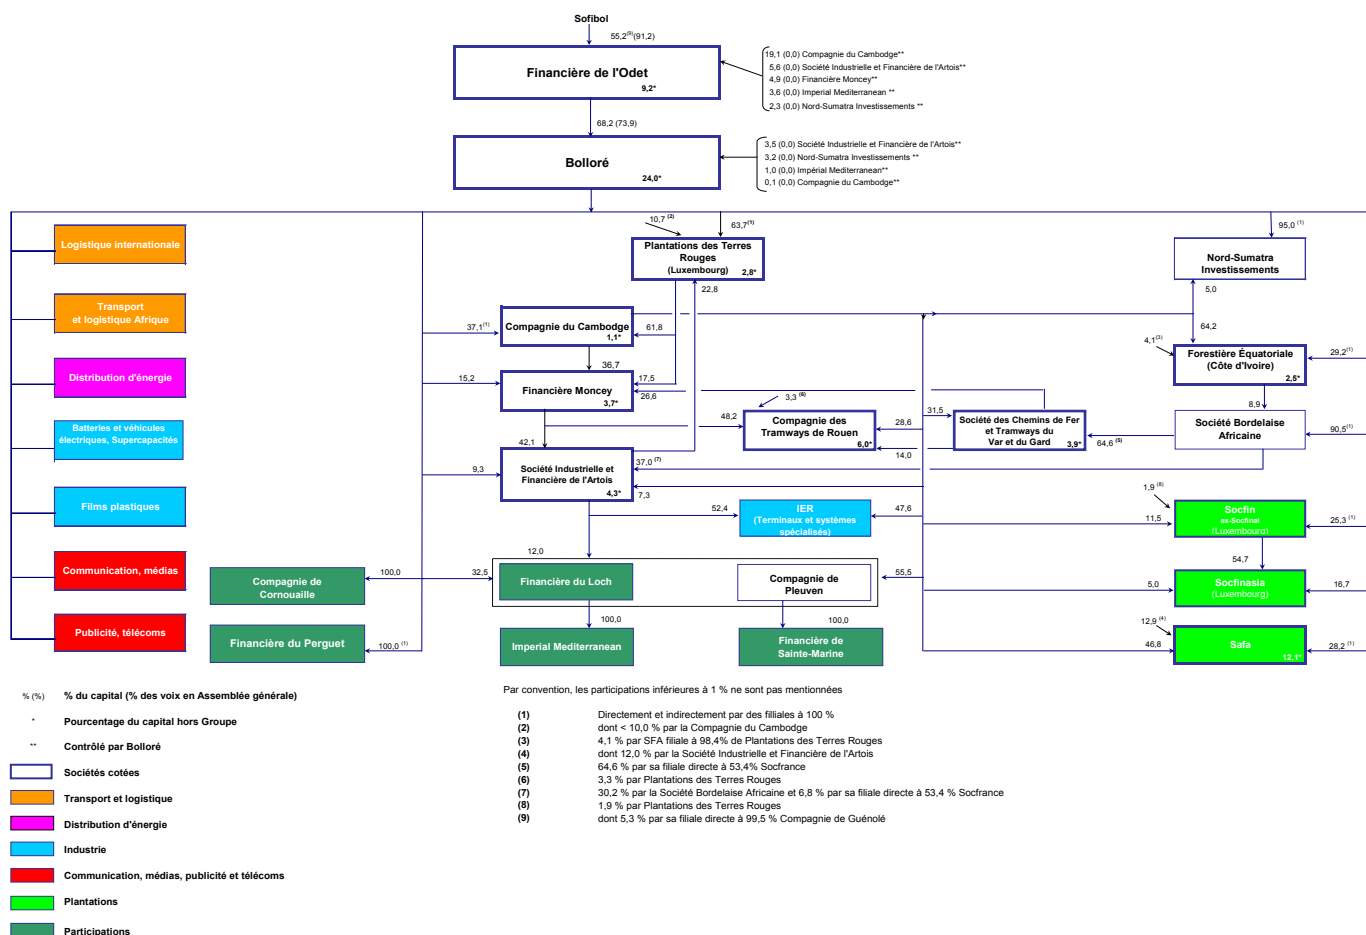 Sofibol
55,2(9)(91,2)
Financière de l'Odet
9,2*
19,1 (0,0) Compagnie du Cambodge**
5,6 (0,0) Société Industrielle et Financière de l'Artois**
4,9 (0,0) Financière Moncey**
3,6 (0,0) Imperial Mediterranean **
2,3 (0,0) Nord-Sumatra Investissements **
68,2 (73,9)
Bolloré
24,0*
3,5 (0,0) Société Industrielle et Financière de l'Artois**
3,2 (0,0) Nord-Sumatra Investissements **
1,0 (0,0) Impérial Mediterranean**
0,1 (0,0) Compagnie du Cambodge**
10,7 (2)
63,7(1)
95,0 (1)
Logistique internationale
Plantations des Terres
Rouges
(Luxembourg)
2,8*
Nord-Sumatra
Investissements
22,8
5,0
Transport
et logistique Afrique
37,1(1)
Compagnie du Cambodge
1,1*
61,8
64,2
4,1(3)
Forestière Équatoriale
(Côte d'Ivoire)
2,5*
29,2(1)
36,7
Distribution d'énergie
15,2
Financière Moncey
3,7*
17,5
26,6
3,3 (6)
8,9
Batteries et véhicules
électriques, Supercapacités
48,2
Compagnie des
Tramways de Rouen
6,0*
28,6
14,0
31,5
Société des Chemins de Fer
et Tramways du
Var et du Gard
3,9*
64,6 (5)
Société Bordelaise
Africaine
90,5(1)
42,1
9,3
Société Industrielle et
Financière de l'Artois
4,3*
37,0 (7)
7,3
Films plastiques
52,4
IER
(Terminaux et systèmes
spécialisés)
47,6
1,9 (8)
11,5
Socfin
ex-Socfinal
(Luxembourg)
25,3 (1)
12,0
54,7
Communication, médias
Compagnie de
Cornouaille
100,0
32,5
Financière du Loch
Compagnie de
Pleuven
55,5
5,0
Socfinasia
(Luxembourg)
16,7
100,0
100,0
12,9 (4)
Publicité, télécoms
Financière du Perguet
100,0 (1)
Imperial Mediterranean
Financière de
Sainte-Marine
46,8
Safa
12,1*
28,2 (1)
% (%) % du capital (% des voix en Assemblée générale)
* Pourcentage du capital hors Groupe
** Contrôlé par Bolloré
Sociétés cotées
Transport et logistique
Distribution d'énergie
Industrie
Communication, médias, publicité et télécoms
Plantations
Participations
Par convention, les participations inférieures à 1 % ne sont pas mentionnées
(1) Directement et indirectement par des filliales à 100 %
(2) dont < 10,0 % par la Compagnie du Cambodge
(3) 4,1 % par SFA filiale à 98,4% de Plantations des Terres Rouges
(4) dont 12,0 % par la Société Industrielle et Financière de l'Artois
(5) 64,6 % par sa filiale directe à 53,4% Socfrance
(6) 3,3 % par Plantations des Terres Rouges
(7) 30,2 % par la Société Bordelaise Africaine et 6,8 % par sa filiale directe à 53,4 % Socfrance
(8) 1,9 % par Plantations des Terres Rouges
(9) dont 5,3 % par sa filiale directe à 99,5 % Compagnie de Guénolé